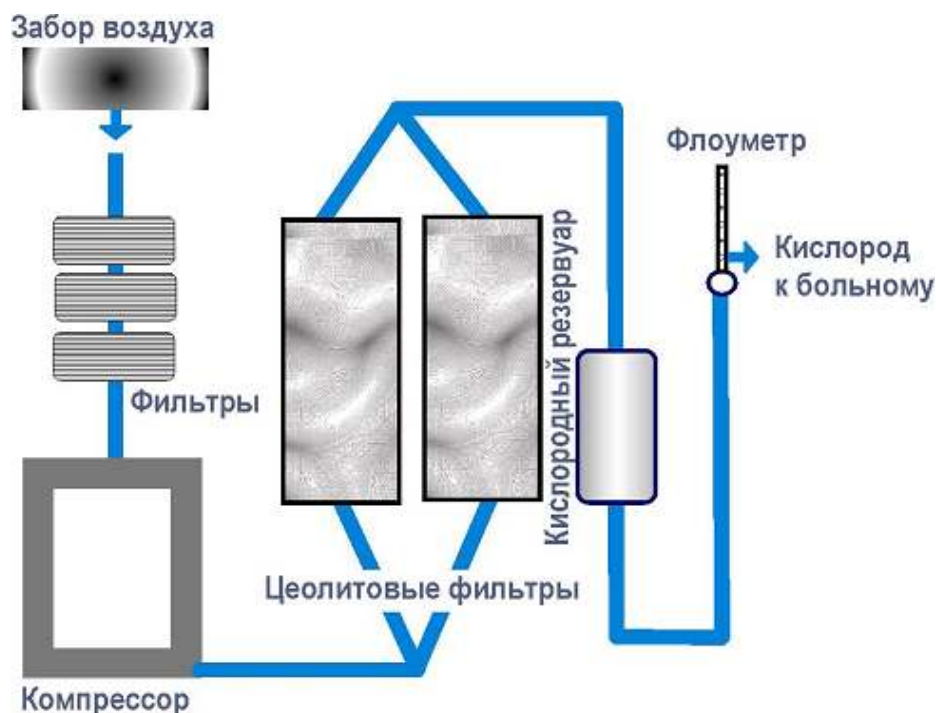 Забор воздуха
Флоуметр
Кислород
к больному
Кислородный резервуар
Фильтры
Цеолитовые фильтры
Компрессор